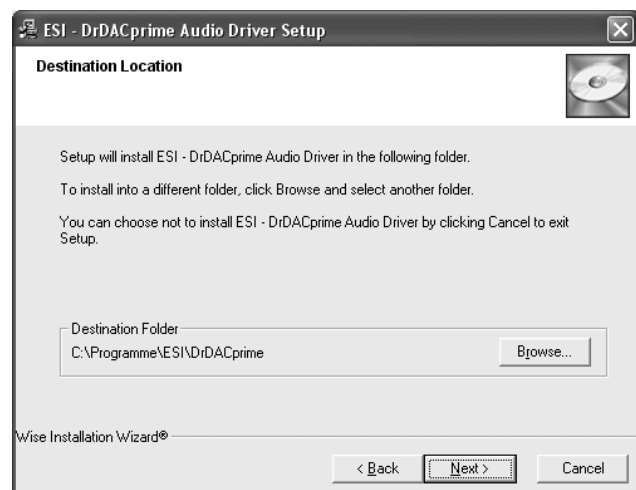 ESI - DrDACprime Audio Driver Setup
Destination Location
Setup will install ESI - DrDACprime Audio Driver in the following folder.
To install into a different folder, click Browse and select another folder.
You can choose not to install ESI - DrDACprime Audio Driver by clicking Cancel to exit
Setup.
Destination Folder
C:\Programme\ESI\DrDACprime
Browse...
Wise Installation Wizard®
< Back
Next >
Cancel